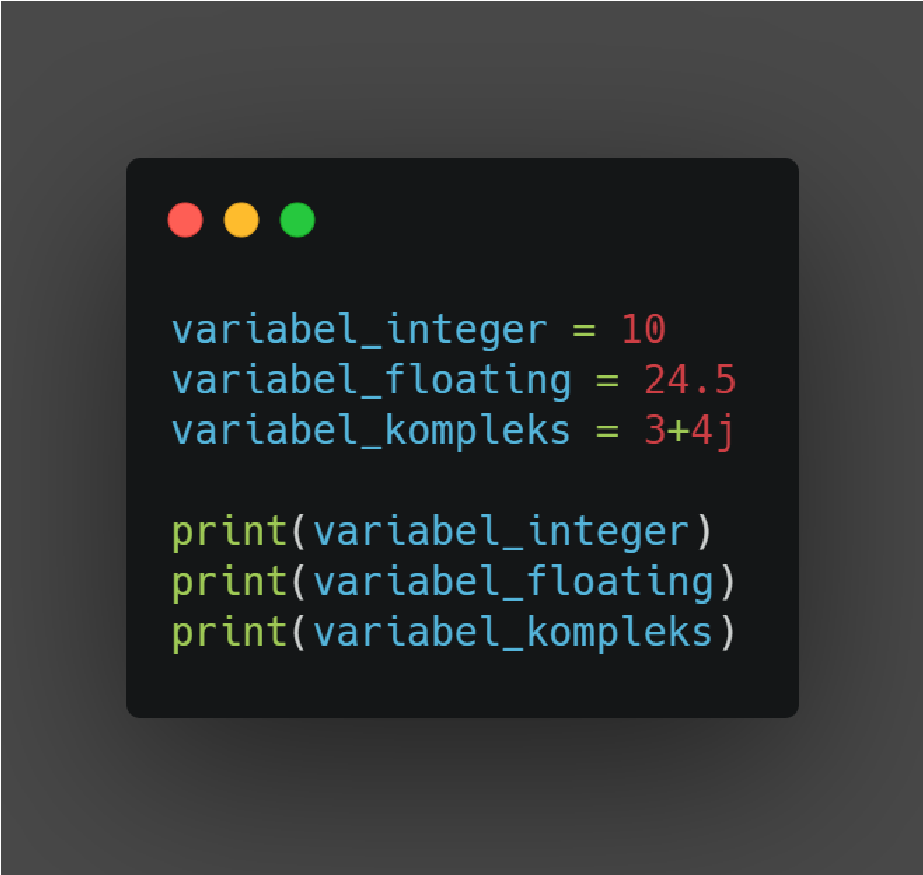 variabel_integer = 10
variabel_floating = 24.5
variabel_kompleks = 3+4j
print(variabel_integer)
print(variabel_floating)
print(variabel_kompleks)